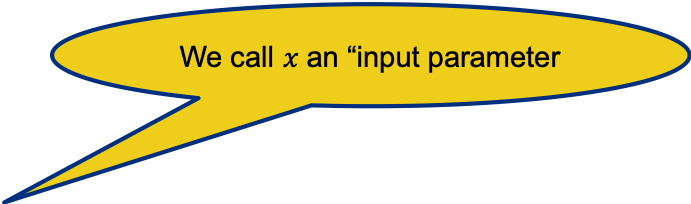 We call 𝑥 an “input parameter